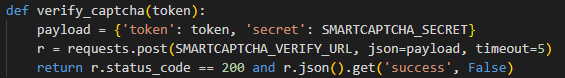 def verify_captcha(token):
    payload = {'token': token, 'secret': SMARTCAPTCHA_SECRET}
    r = requests.post(SMARTCAPTCHA_VERIFY_URL, json=payload, timeout=5)
    return r.status_code == 200 and r.json().get('success', False)